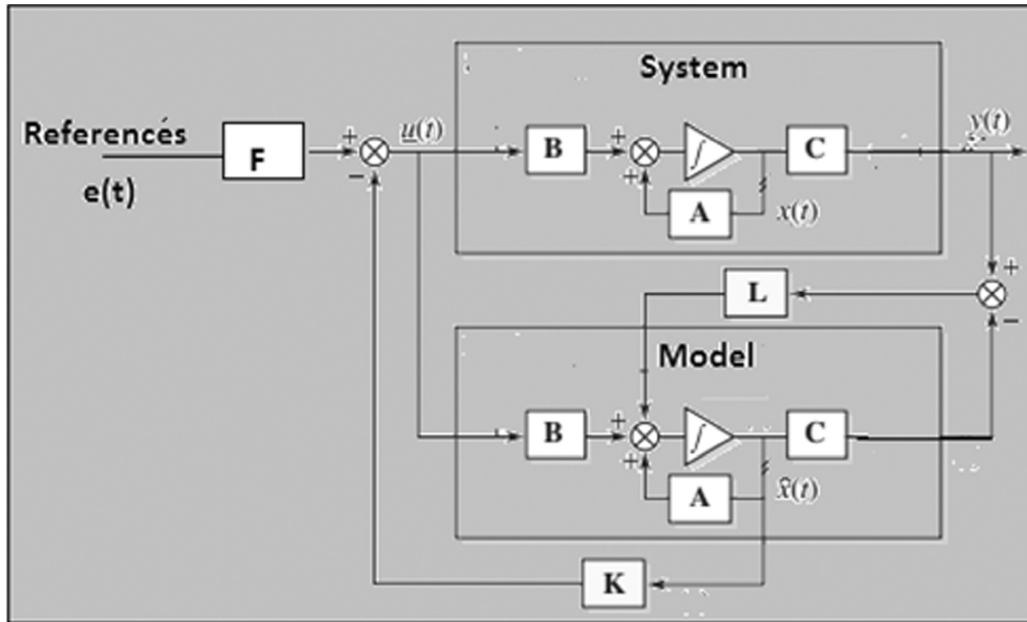 System
Referencés
e(t)
F
+
−
u(t)
B
+
+
∫
C
A
x(t)
y(t)
L
+
−
Model
B
+
+
∫
C
A
x̂(t)
K